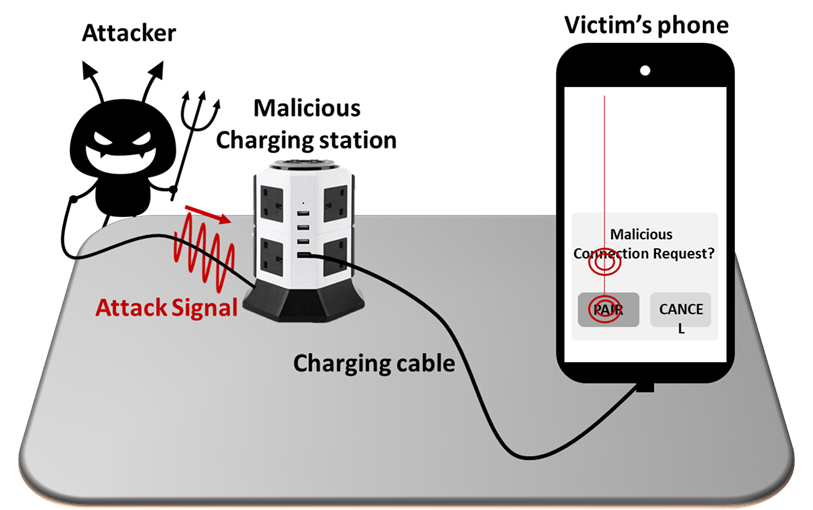 Attacker
Malicious
Charging station
Victim's phone
Attack Signal
Charging cable
Malicious
Connection Request?
PAIR
CANCE
L